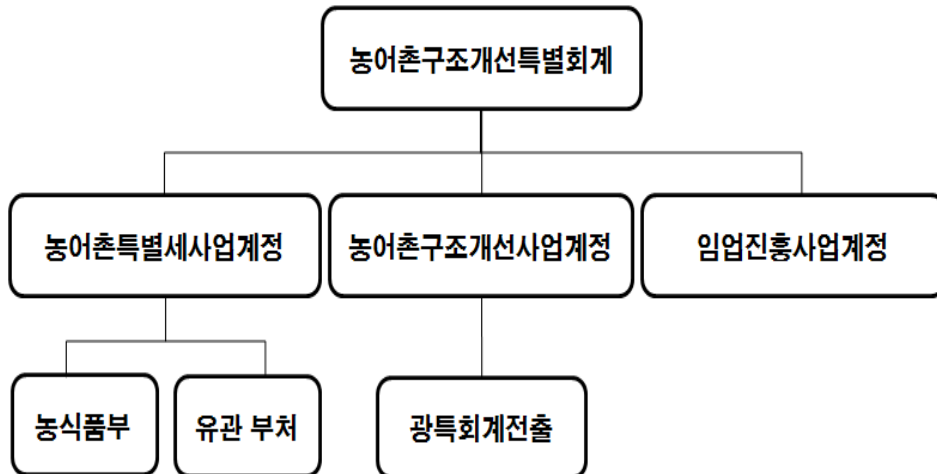 농어촌구조개선특별회계
농어촌특별세사업계정
농어촌구조개선사업계정
임업진흥사업계정
농식품부
유관 부처
광특회계전출